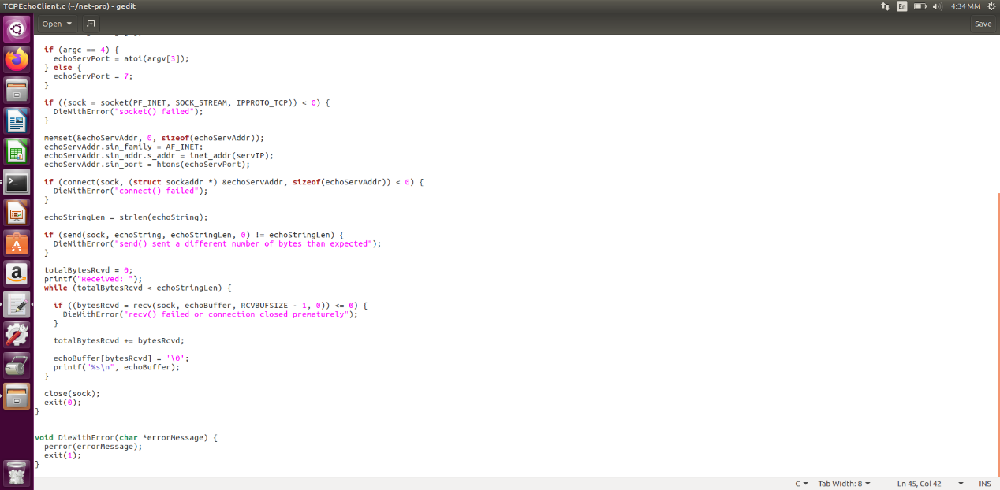 TCPEchoClient.c (~/net-pro) - gedit
En
4:34 MM
Open
Save
if (argc == 4) {
echoServPort = atoi(argv[3]);
} else {
echoServPort = 7;
}
if ((sock = socket(PF_INET, SOCK_STREAM, IPPROTO_TCP)) < 0) {
DieWithError("socket() failed");
}
memset(&echoServAddr, 0, sizeof(echoServAddr));
echoServAddr.sin_family = AF_INET;
echoServAddr.sin_addr.s_addr = inet_addr(servIP);
echoServAddr.sin_port = htons(echoServPort);
if (connect(sock, (struct sockaddr *) &echoServAddr, sizeof(echoServAddr)) < 0) {
DieWithError("connect() failed");
}
echoStringLen = strlen(echoString);
if (send(sock, echoString, echoStringLen, 0) != echoStringLen) {
DieWithError("send() sent a different number of bytes than expected");
}
totalBytesRcvd = 0;
printf("Received: ");
while (totalBytesRcvd < echoStringLen) {
if ((bytesRcvd = recv(sock, echoBuffer, RCVBUFSIZE - 1, 0)) <= 0) {
DieWithError("recv() failed or connection closed prematurely");
}
totalBytesRcvd += bytesRcvd;
echoBuffer[bytesRcvd] = '\0';
printf("%s\n", echoBuffer);
}
close(sock);
exit(0);
}
void DieWithError(char *errorMessage) {
perror(errorMessage);
exit(1);
}
C
Tab Width: 8
Ln 45, Col 42
INS